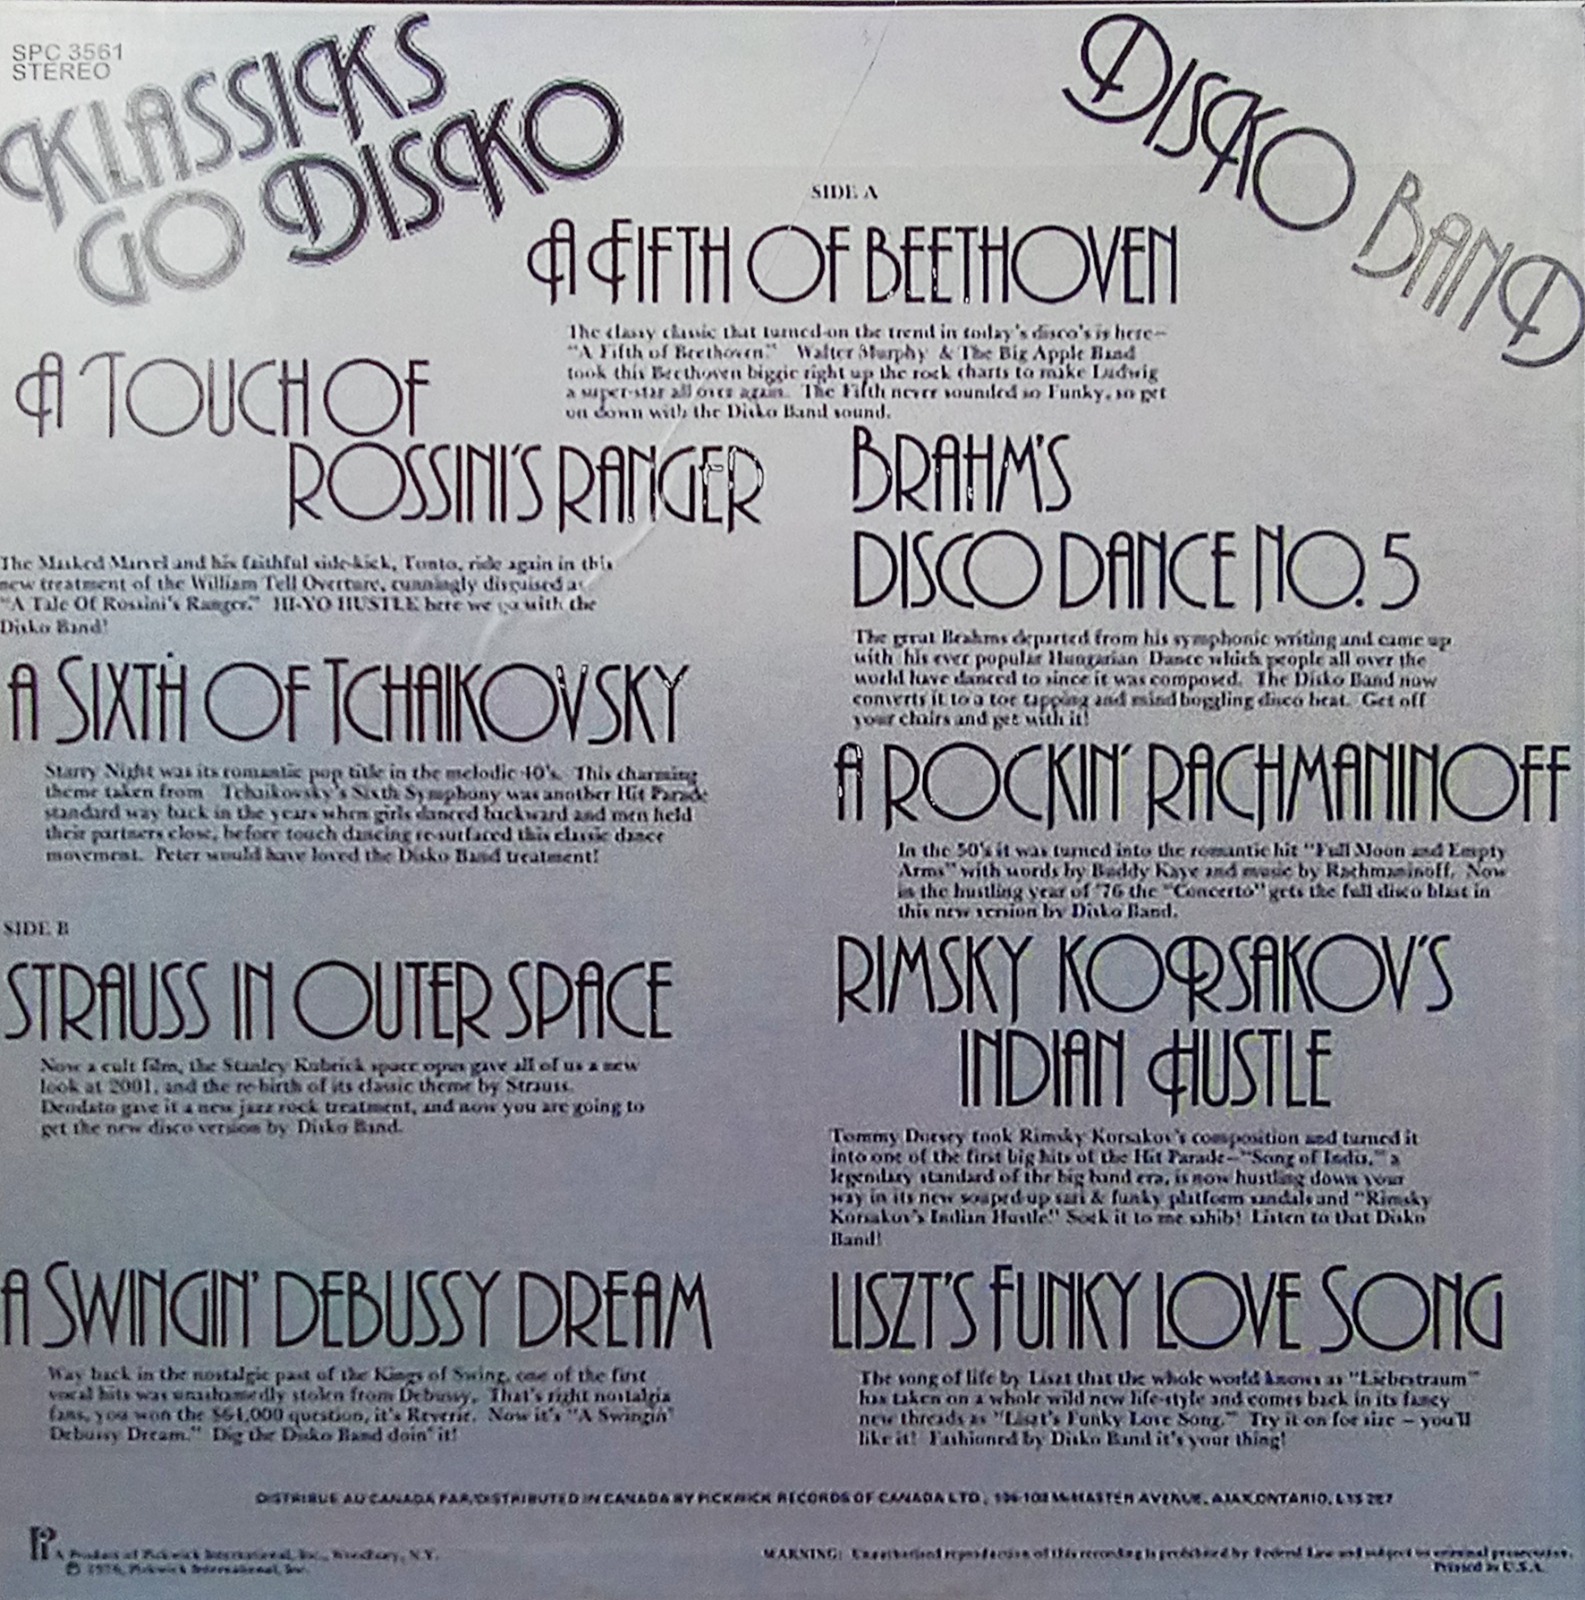 SPC 3561
STEREO
KLASSICKS
GO DISCKO
DISCKO BAND
SIDE A
A FIFTH OF BEETHOVEN
The classy classic that turned-on the trend in today's disco's is here—
"A Fifth of Beethoven." Walter Murphy & The Big Apple Band
took this Beethoven biggie right up the rock charts to make Ludwig
a super-star all over again. The Fifth never sounded so Funky, so get
on down with the Disko Band sound.
A TOUCH OF
ROSSINI'S RANGER
The Masked Marvel and his faithful side-kick, Tonto, ride again in this
new treatment of the William Tell Overture, cunningly disguised as
"A Tale Of Rossini's Ranger." HI-YO HUSTLE here we go with the
Disko Band!
BRAHM'S
DISCO DANCE NO. 5
The great Brahms departed from his symphonic writing and came up
with his ever popular Hungarian Dance which people all over the
world have danced to since it was composed. The Disko Band now
converts it to a toe tapping and mind boggling disco beat. Get off
your chairs and get with it!
A SIXTH OF TCHAIKOVSKY
Starry Night was its romantic pop title in the melodic 40's. This charming
theme taken from Tchaikovsky's Sixth Symphony was another Hit Parade
standard way back in the years when girls danced backward and men held
their partners close, before touch dancing re-surfaced this classic dance
movement. Peter would have loved the Disko Band treatment!
A ROCKIN' RACHMANINOFF
In the 50's it was turned into the romantic hit "Full Moon and Empty
Arms" with words by Buddy Kaye and music by Rachmaninoff. Now
in the hustling year of '76 the "Concerto" gets the full disco blast in
this new version by Disko Band.
SIDE B
STRAUSS IN OUTER SPACE
Now a cult film, the Stanley Kubrick space opus gave all of us a new
look at 2001, and the re-birth of its classic theme by Strauss.
Deodato gave it a new jazz rock treatment, and now you are going to
get the new disco version by Disko Band.
RIMSKY KORSAKOV'S
INDIAN HUSTLE
Tommy Dorsey took Rimsky Korsakov's composition and turned it
into one of the first big hits of the Hit Parade—"Song of India," a
legendary standard of the big band era, is now hustling down your
way in its new souped-up sari & funky platform sandals and "Rimsky
Korsakov's Indian Hustle." Sock it to me sahib! Listen to that Disko
Band!
A SWINGIN' DEBUSSY DREAM
Way back in the nostalgic past of the Kings of Swing, one of the first
vocal hits was unashamedly stolen from Debussy. That's right nostalgia
fans, you won the $64,000 question, it's Reverie. Now it's "A Swingin'
Debussy Dream." Dig the Disko Band doin' it!
LISZT'S FUNKY LOVE SONG
The song of life by Liszt that the whole world knows as "Liebestraum"
has taken on a whole wild new life-style and comes back in its fancy
new threads as "Liszt's Funky Love Song." Try it on for size — you'll
like it! Fashioned by Disko Band it's your thing!
DISTRIBUE AU CANADA PAR/DISTRIBUTED IN CANADA BY PICKWICK RECORDS OF CANADA LTD., 106-108 McMASTER AVENUE, AJAX, ONTARIO, L1S 2E7
A Product of Pickwick International, Inc., Woodbury, N.Y.
© 1976, Pickwick International, Inc.
WARNING: Unauthorized reproduction of this recording is prohibited by Federal Law and subject to criminal prosecution.
Printed in U.S.A.